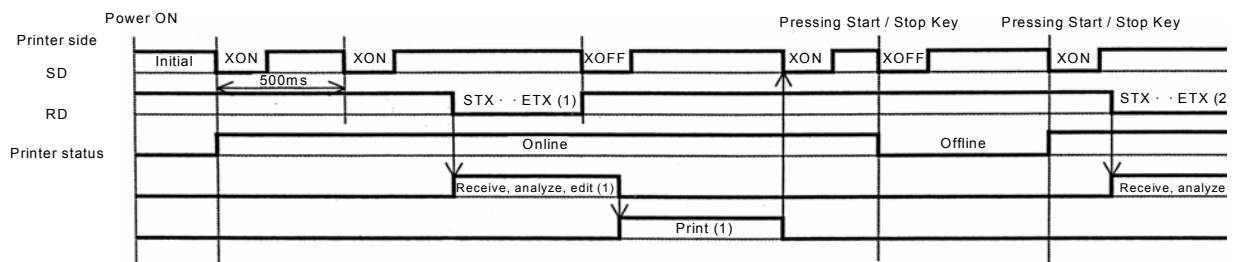 Power ON
Pressing Start / Stop Key Pressing Start / Stop Key
Printer side
Initial XON XON XOFF XON XOFF XON
SD
500ms
STX · · ETX (1) STX · · ETX (2
RD
Online Offline
Printer status
Receive, analyze, edit (1) Receive, analyze
Print (1)